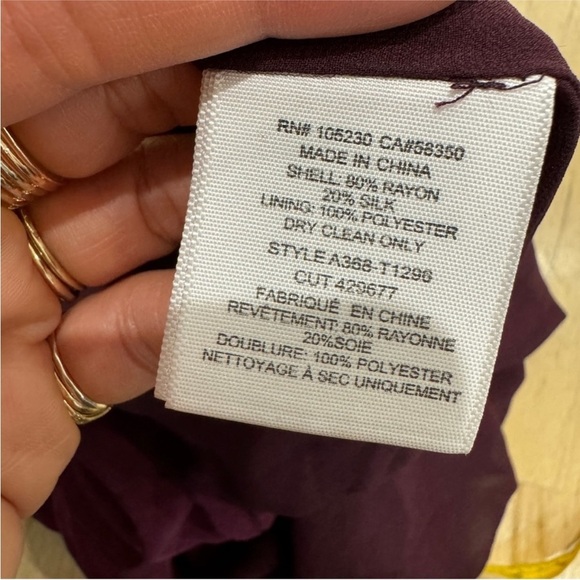 RN# 105230 CA#58350
MADE IN CHINA
SHELL: 80% RAYON
20% SILK
LINING: 100% POLYESTER
DRY CLEAN ONLY
STYLE A368-T1296
CUT 429677
FABRIQUÉ EN CHINE
REVÊTEMENT: 80% RAYONNE
20%SOIE
DOUBLURE: 100% POLYESTER
NETTOYAGE À SEC UNIQUEMENT